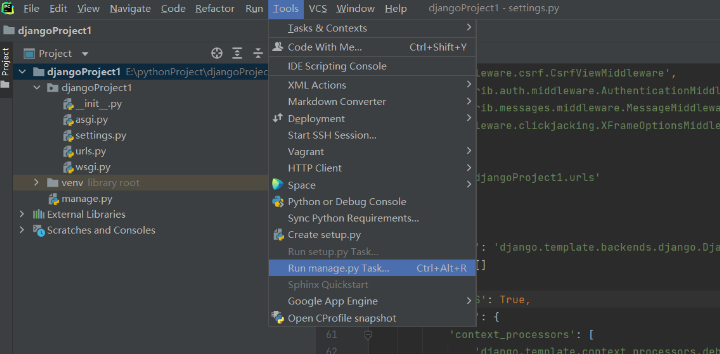 File Edit View Navigate Code Refactor Run Tools VCS Window Help djangoProject1 - settings.py
djangoProject1
Project
Project
djangoProject1 E:\pythonProject\djangoProjec
djangoProject1
__init__.py
asgi.py
settings.py
urls.py
wsgi.py
venv library root
manage.py
External Libraries
Scratches and Consoles
Tasks & Contexts
Code With Me... Ctrl+Shift+Y
IDE Scripting Console
XML Actions
Markdown Converter
Deployment
Start SSH Session...
Vagrant
HTTP Client
Space
Python or Debug Console
Sync Python Requirements...
Create setup.py
Run setup.py Task...
Run manage.py Task... Ctrl+Alt+R
Sphinx Quickstart
Google App Engine
Open CProfile snapshot
leware.csrf.CsrfViewMiddleware',
rib.auth.middleware.AuthenticationMiddl
rib.messages.middleware.MessageMiddlewar
leware.clickjacking.XFrameOptionsMiddle
djangoProject1.urls'
': 'django.template.backends.django.Dja
[]
S': True,
': {
61 'context_processors': [
62 'django.template.context_processors.deb